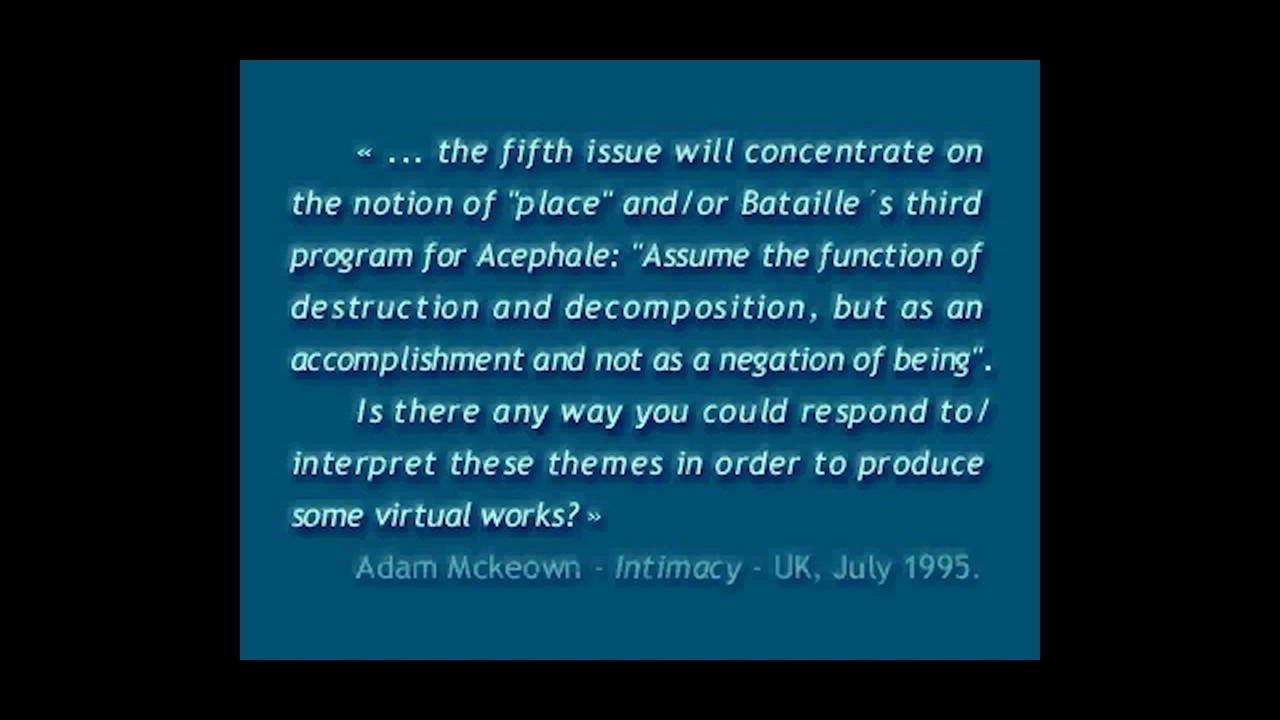 « ... the fifth issue will concentrate on
the notion of "place" and/or Bataille´s third
program for Acephale: "Assume the function of
destruction and decomposition, but as an
accomplishment and not as a negation of being".
Is there any way you could respond to/
interpret these themes in order to produce
some virtual works? »
Adam Mckeown - Intimacy - UK, July 1995.